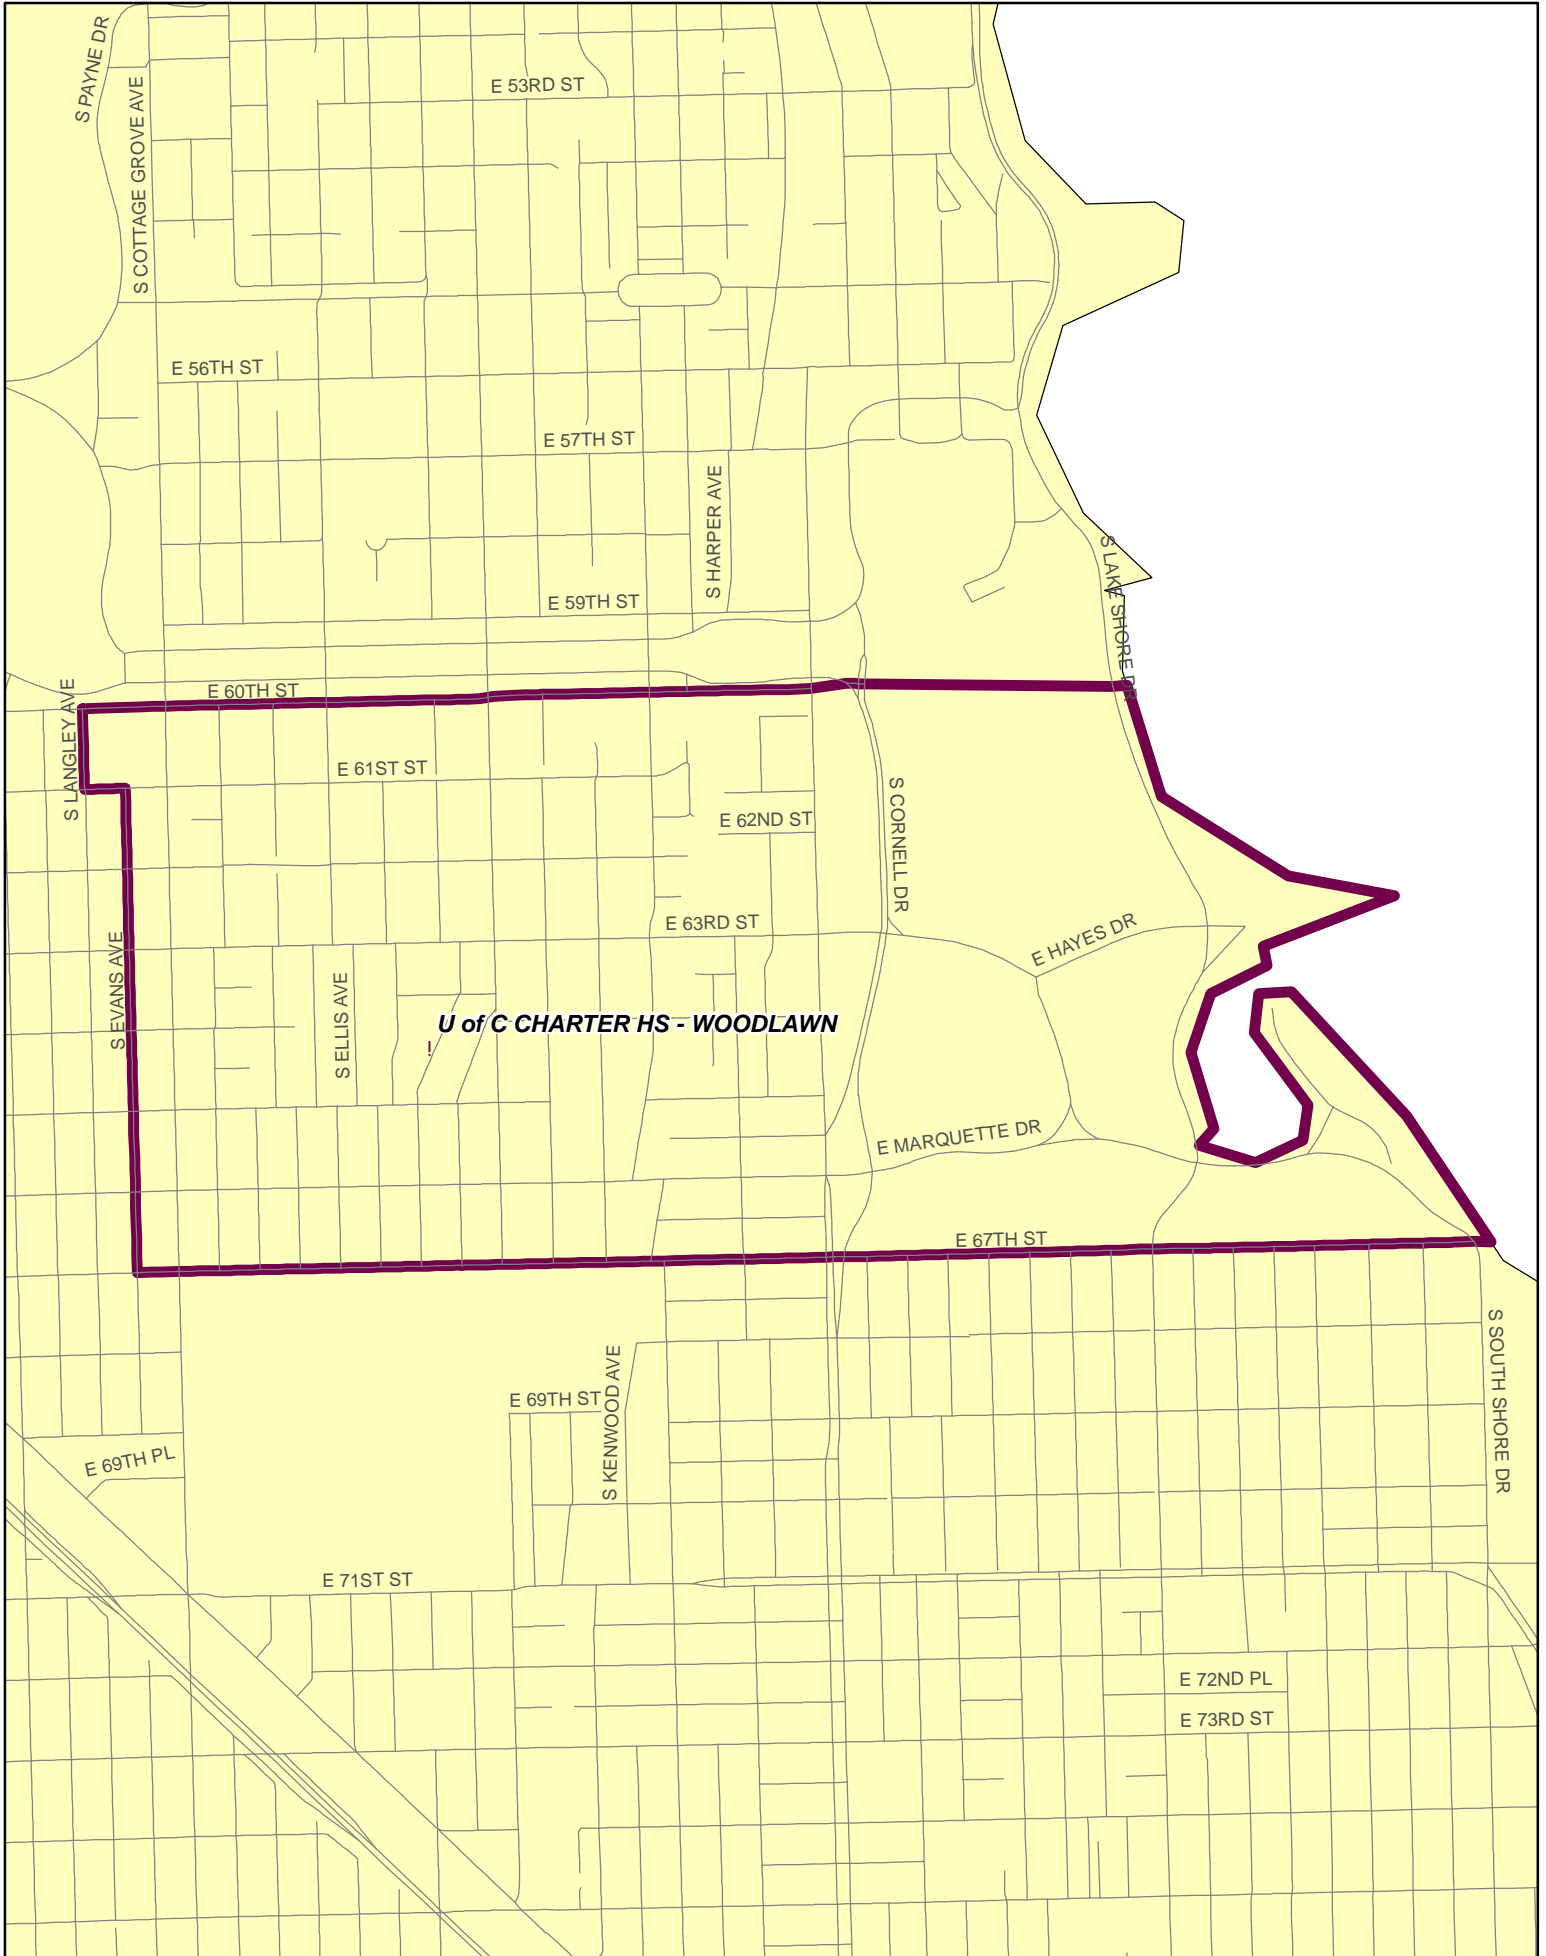 S PAYNE DR
S COTTAGE GROVE AVE
E 53RD ST
E 56TH ST
E 57TH ST
S HARPER AVE
S LAKE SHORE DR
E 59TH ST
E 60TH ST
S LANGLEY AVE
E 61ST ST
S CORNELL DR
E 62ND ST
E 63RD ST
E HAYES DR
S EVANS AVE
S ELLIS AVE
U of C CHARTER HS - WOODLAWN
!
E MARQUETTE DR
E 67TH ST
S SOUTH SHORE DR
S KENWOOD AVE
E 69TH ST
E 69TH PL
E 71ST ST
E 72ND PL
E 73RD ST